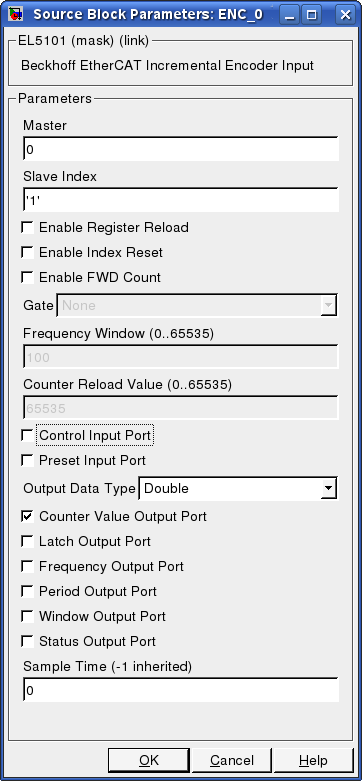 Source Block Parameters: ENC_0
EL5101 (mask) (link)
Beckhoff EtherCAT Incremental Encoder Input
Parameters
Master
0
Slave Index
'1'
Enable Register Reload
Enable Index Reset
Enable FWD Count
Gate None
Frequency Window (0..65535)
100
Counter Reload Value (0..65535)
65535
Control Input Port
Preset Input Port
Output Data Type Double
Counter Value Output Port
Latch Output Port
Frequency Output Port
Period Output Port
Window Output Port
Status Output Port
Sample Time (-1 inherited)
0
OK Cancel Help